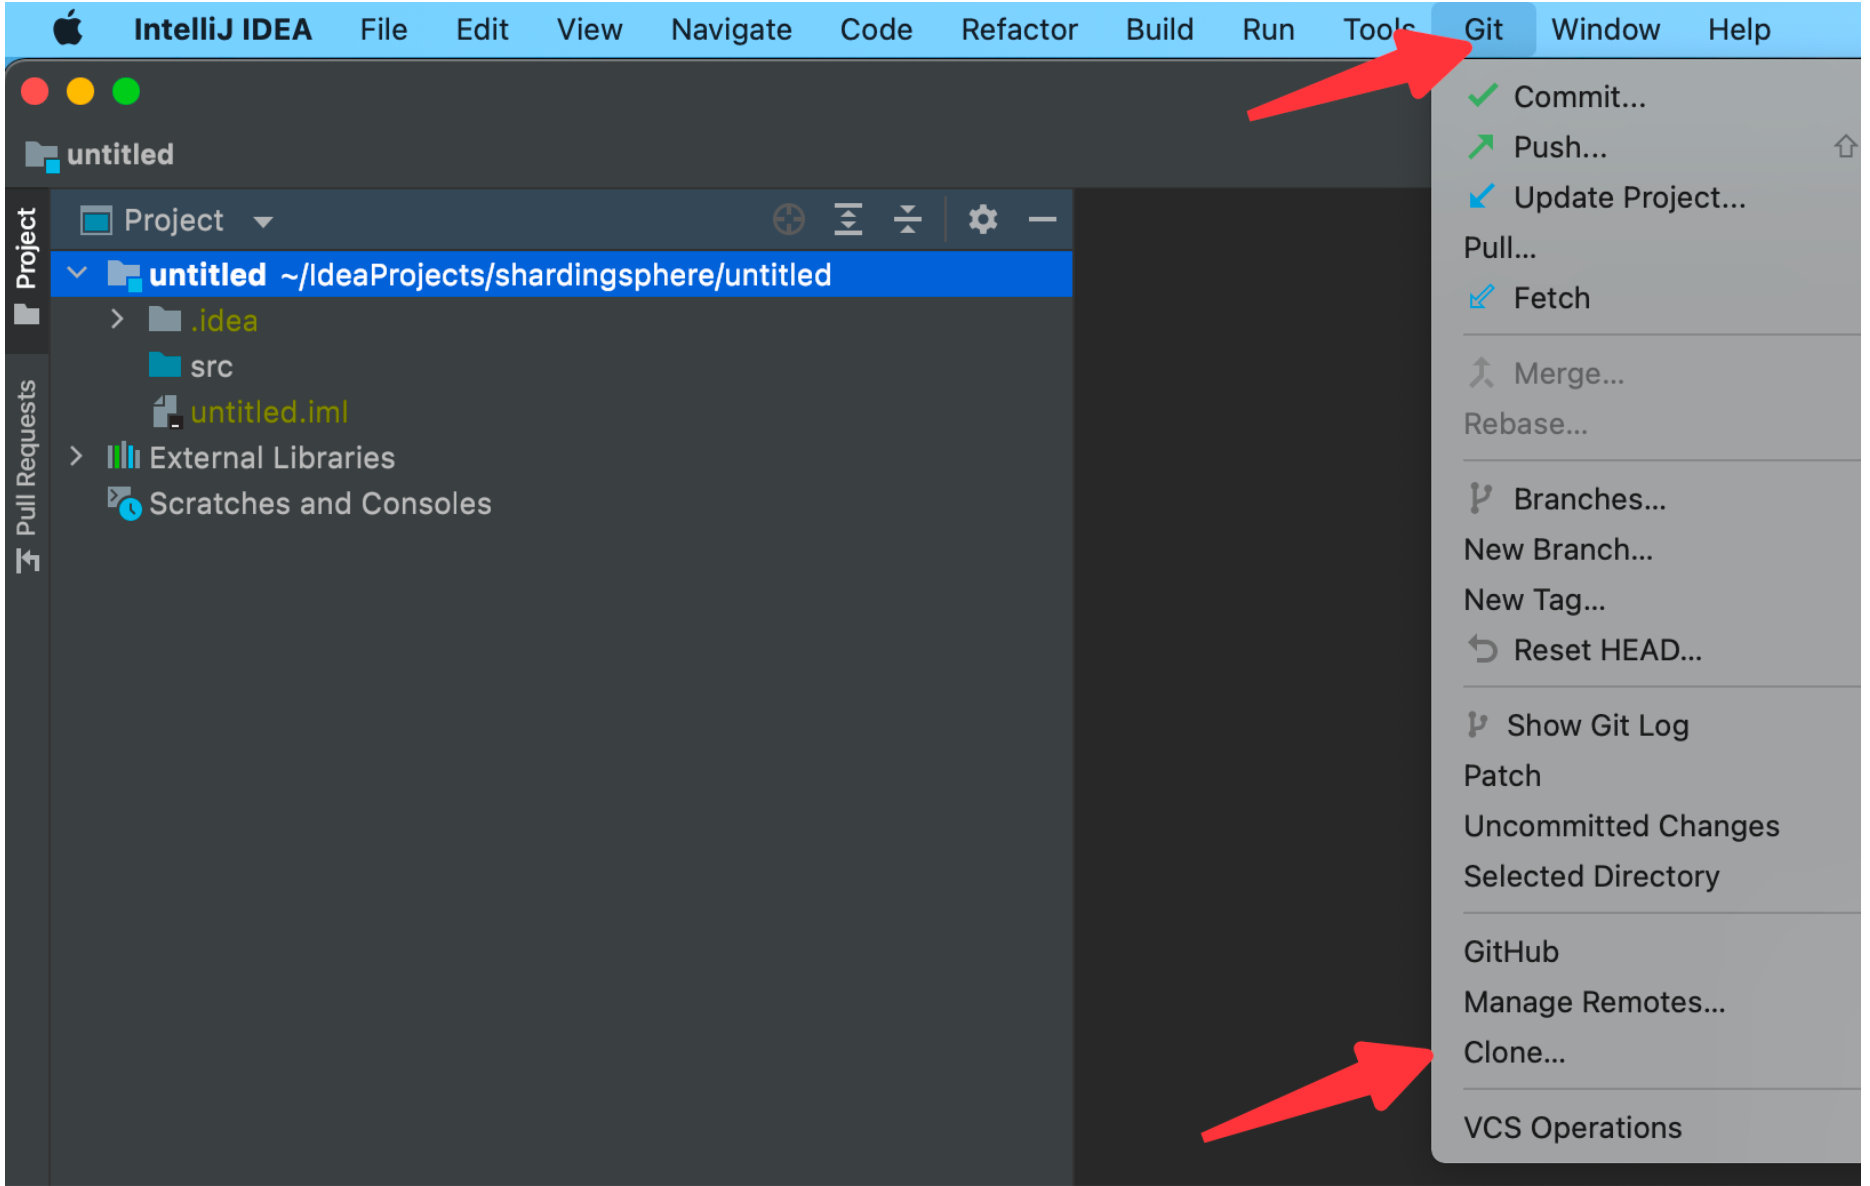 IntelliJ IDEA File Edit View Navigate Code Refactor Build Run Tools Git Window Help
untitled
Project
Pull Requests
Project
untitled ~/IdeaProjects/shardingsphere/untitled
.idea
src
untitled.iml
External Libraries
Scratches and Consoles
Commit...
Push...
Update Project...
Pull...
Fetch
Merge...
Rebase...
Branches...
New Branch...
New Tag...
Reset HEAD...
Show Git Log
Patch
Uncommitted Changes
Selected Directory
GitHub
Manage Remotes...
Clone...
VCS Operations